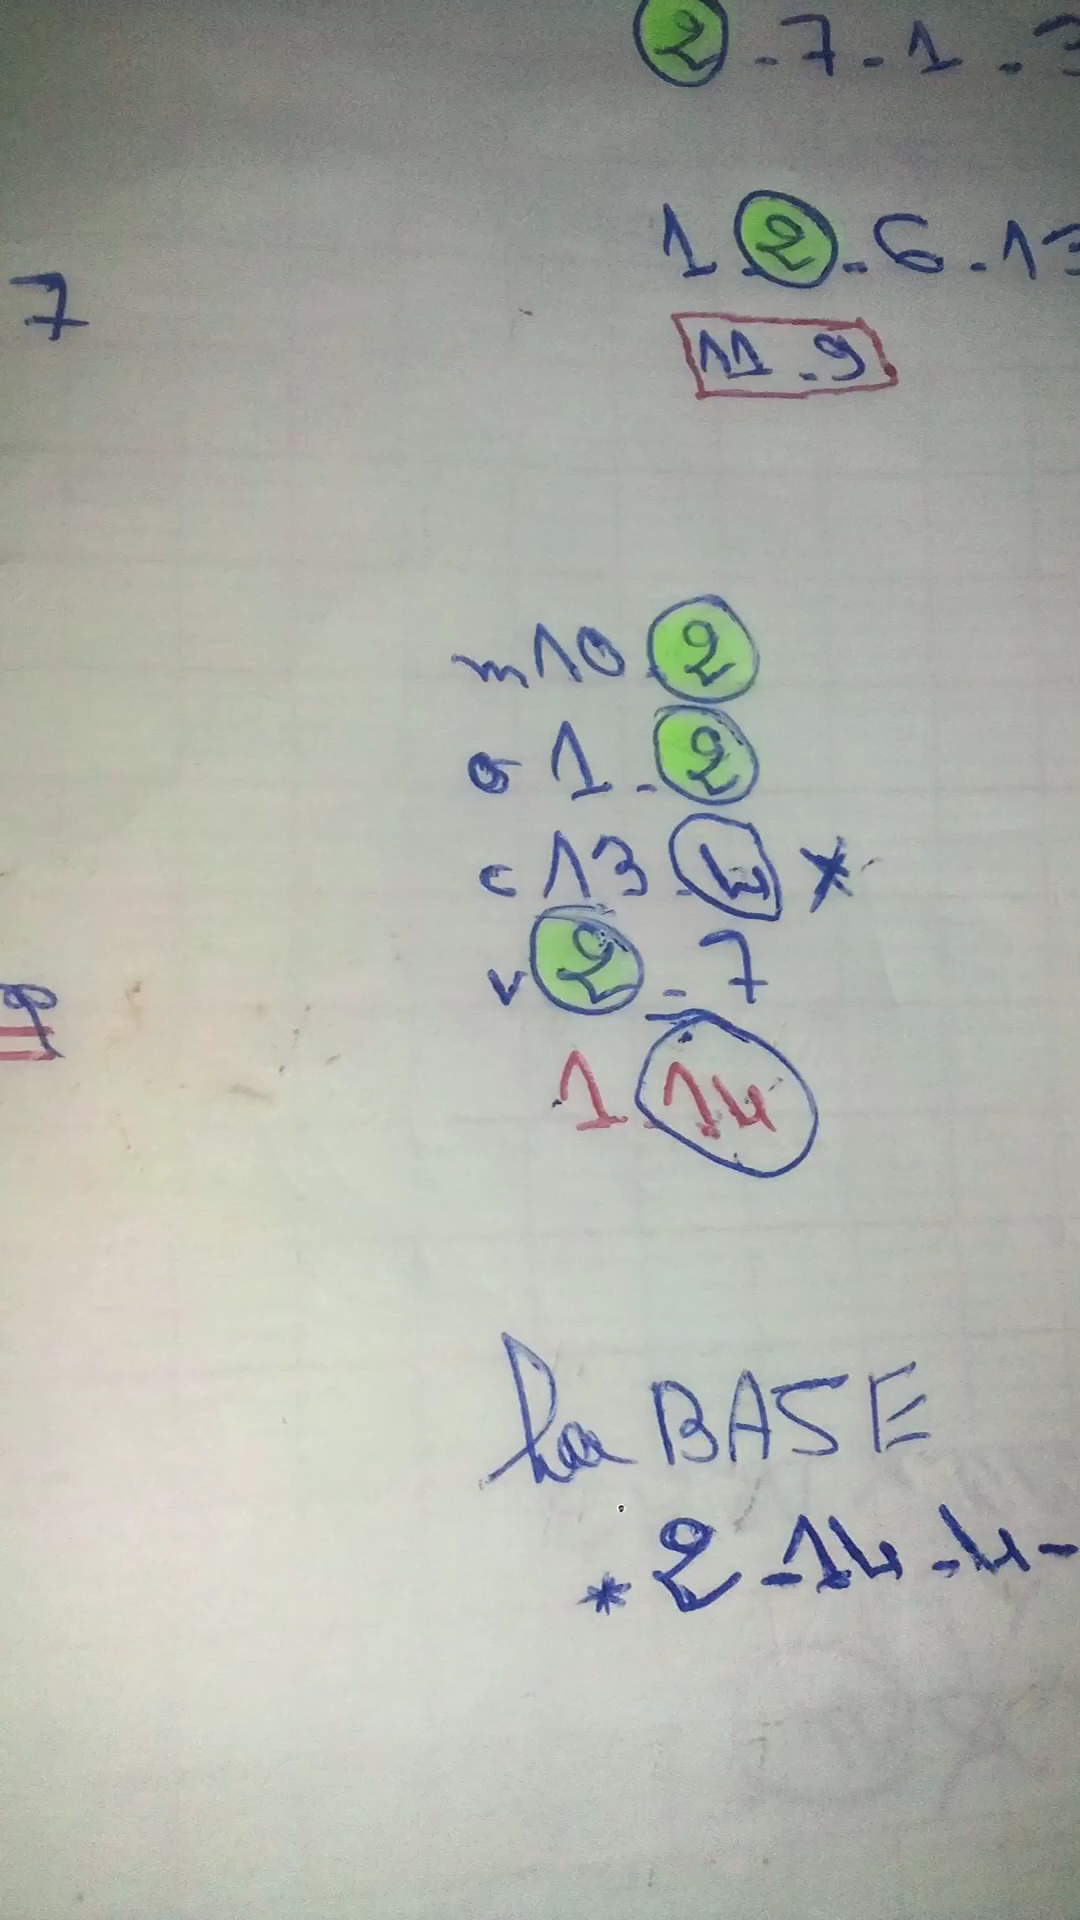 2 - 7 - 1 - 3
1 . 2 - 6 - 13
7
11 - 9
m 10 . 2
o 1 - 2
c 13 . 4 *
v 2 - 7
1 . 14
La BASE
* 2 - 14 - 4 -